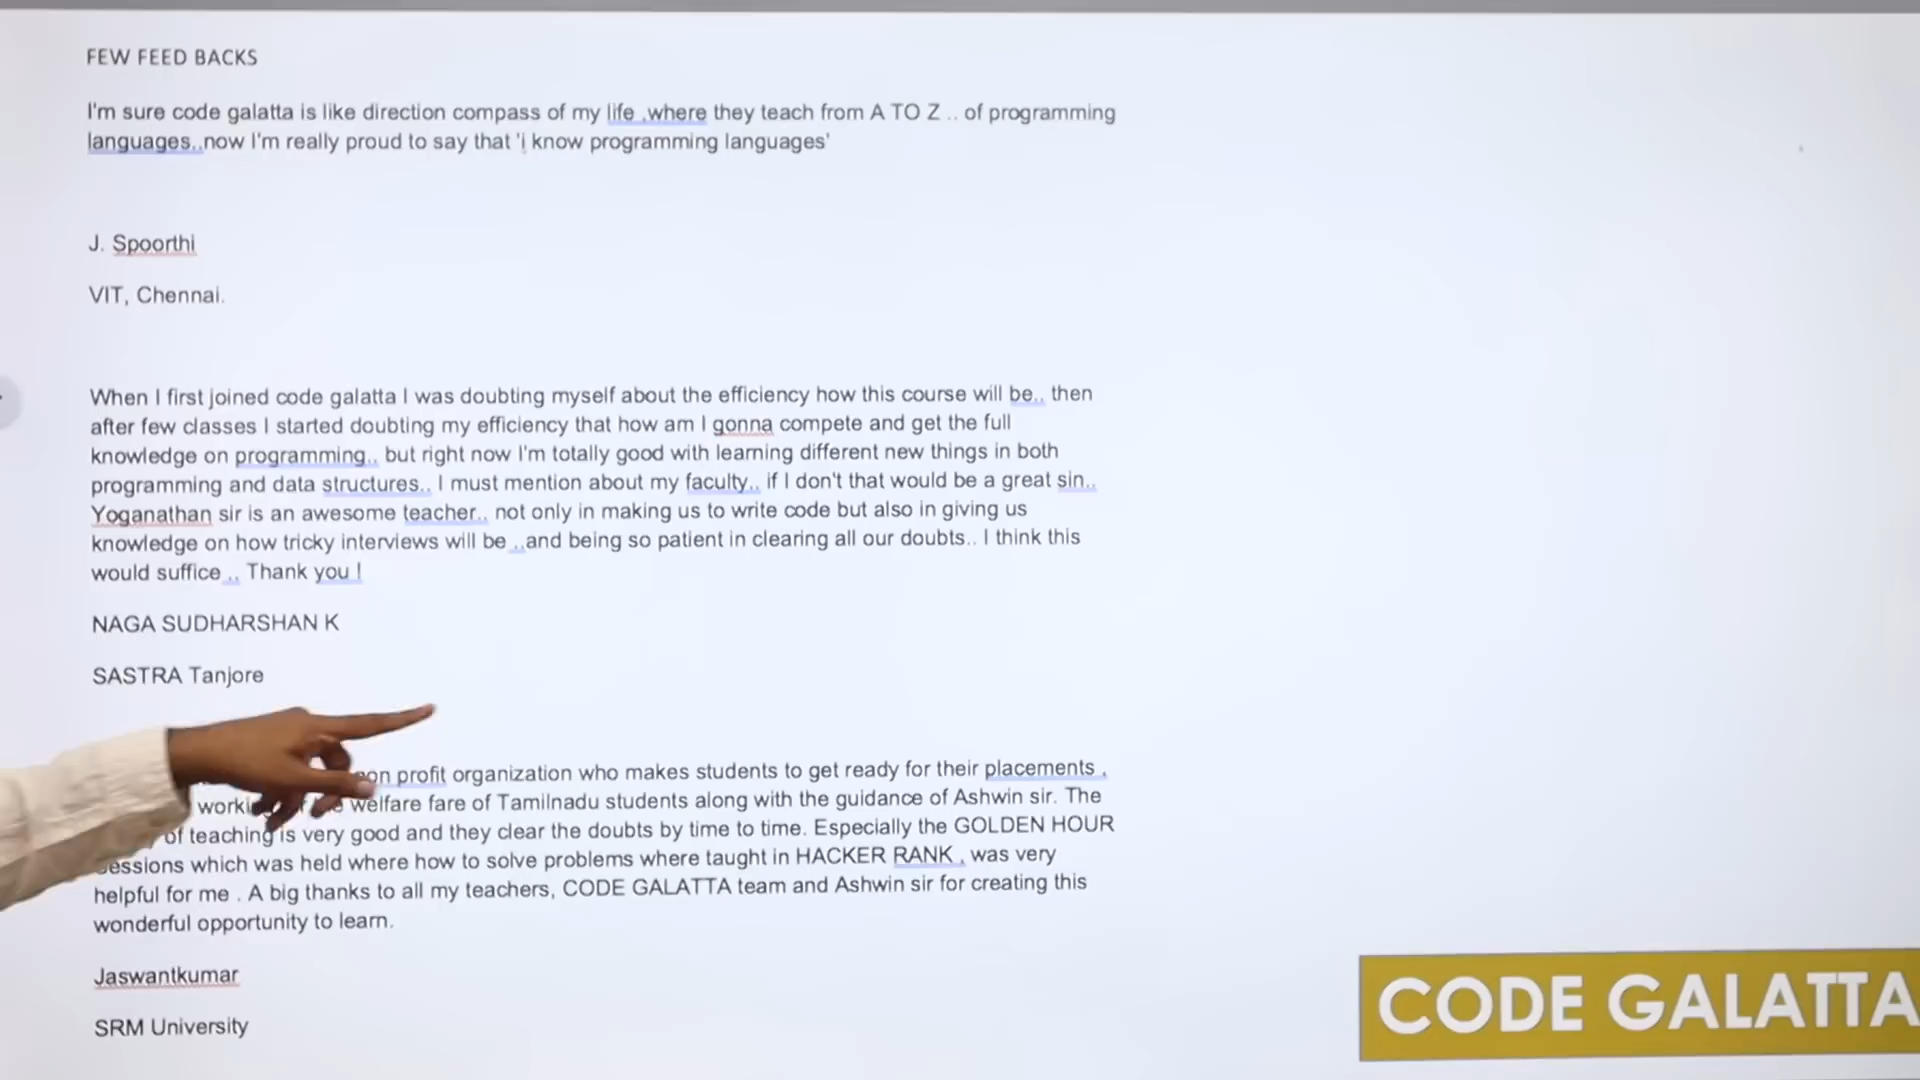 FEW FEED BACKS
I'm sure code galatta is like direction compass of my life ,where they teach from A TO Z .. of programming
languages..now I'm really proud to say that 'i know programming languages'
J. Spoorthi
VIT, Chennai.
When I first joined code galatta I was doubting myself about the efficiency how this course will be.. then
after few classes I started doubting my efficiency that how am I gonna compete and get the full
knowledge on programming.. but right now I'm totally good with learning different new things in both
programming and data structures.. I must mention about my faculty.. if I don't that would be a great sin..
Yoganathan sir is an awesome teacher.. not only in making us to write code but also in giving us
knowledge on how tricky interviews will be ..and being so patient in clearing all our doubts.. I think this
would suffice .. Thank you !
NAGA SUDHARSHAN K
SASTRA Tanjore
profit organization who makes students to get ready for their placements ,
welfare fare of Tamilnadu students along with the guidance of Ashwin sir. The
of teaching is very good and they clear the doubts by time to time. Especially the GOLDEN HOUR
sessions which was held where how to solve problems where taught in HACKER RANK , was very
helpful for me . A big thanks to all my teachers, CODE GALATTA team and Ashwin sir for creating this
wonderful opportunity to learn.
Jaswantkumar
SRM University
CODE GALATTA